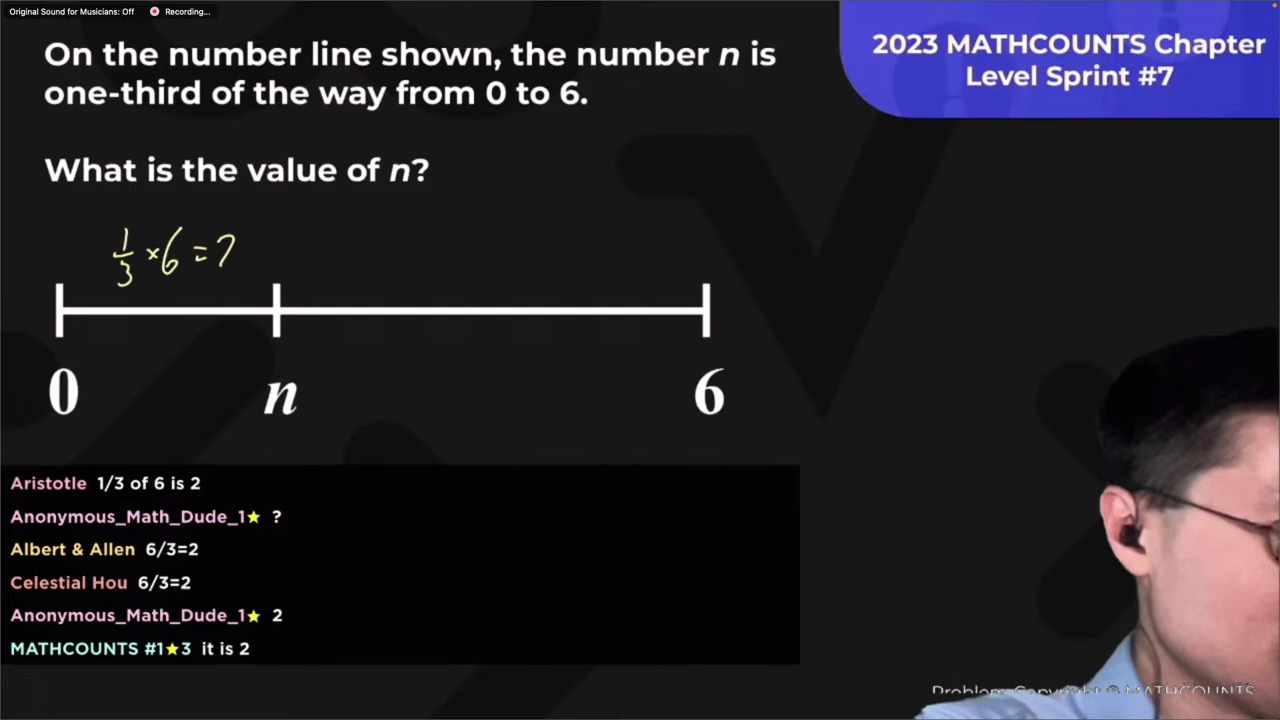 Original Sound for Musicians: Off Recording...
On the number line shown, the number n is
one-third of the way from 0 to 6.
What is the value of n?
2023 MATHCOUNTS Chapter
Level Sprint #7
1/3 × 6 = ?
0 n 6
Aristotle 1/3 of 6 is 2
Anonymous_Math_Dude_1★ ?
Albert & Allen 6/3=2
Celestial Hou 6/3=2
Anonymous_Math_Dude_1★ 2
MATHCOUNTS #1★3 it is 2
Problem Copyright © MATHCOUNTS